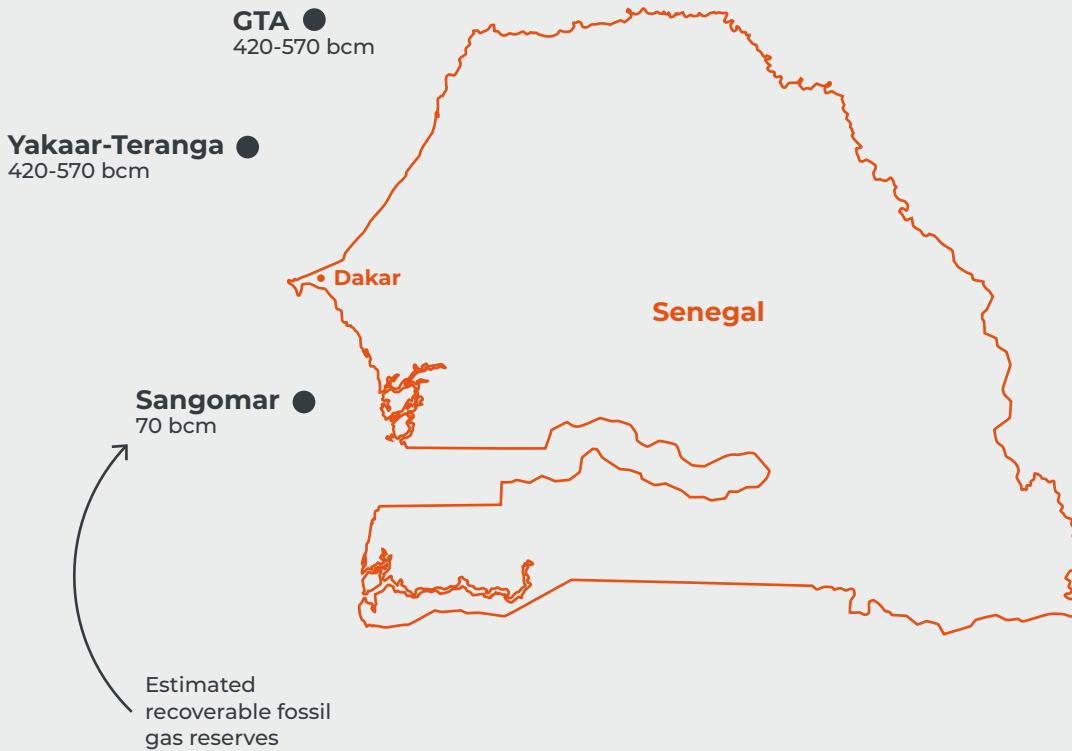 GTA
420-570 bcm
Yakaar-Teranga
420-570 bcm
Dakar
Senegal
Sangomar
70 bcm
Estimated
recoverable fossil
gas reserves